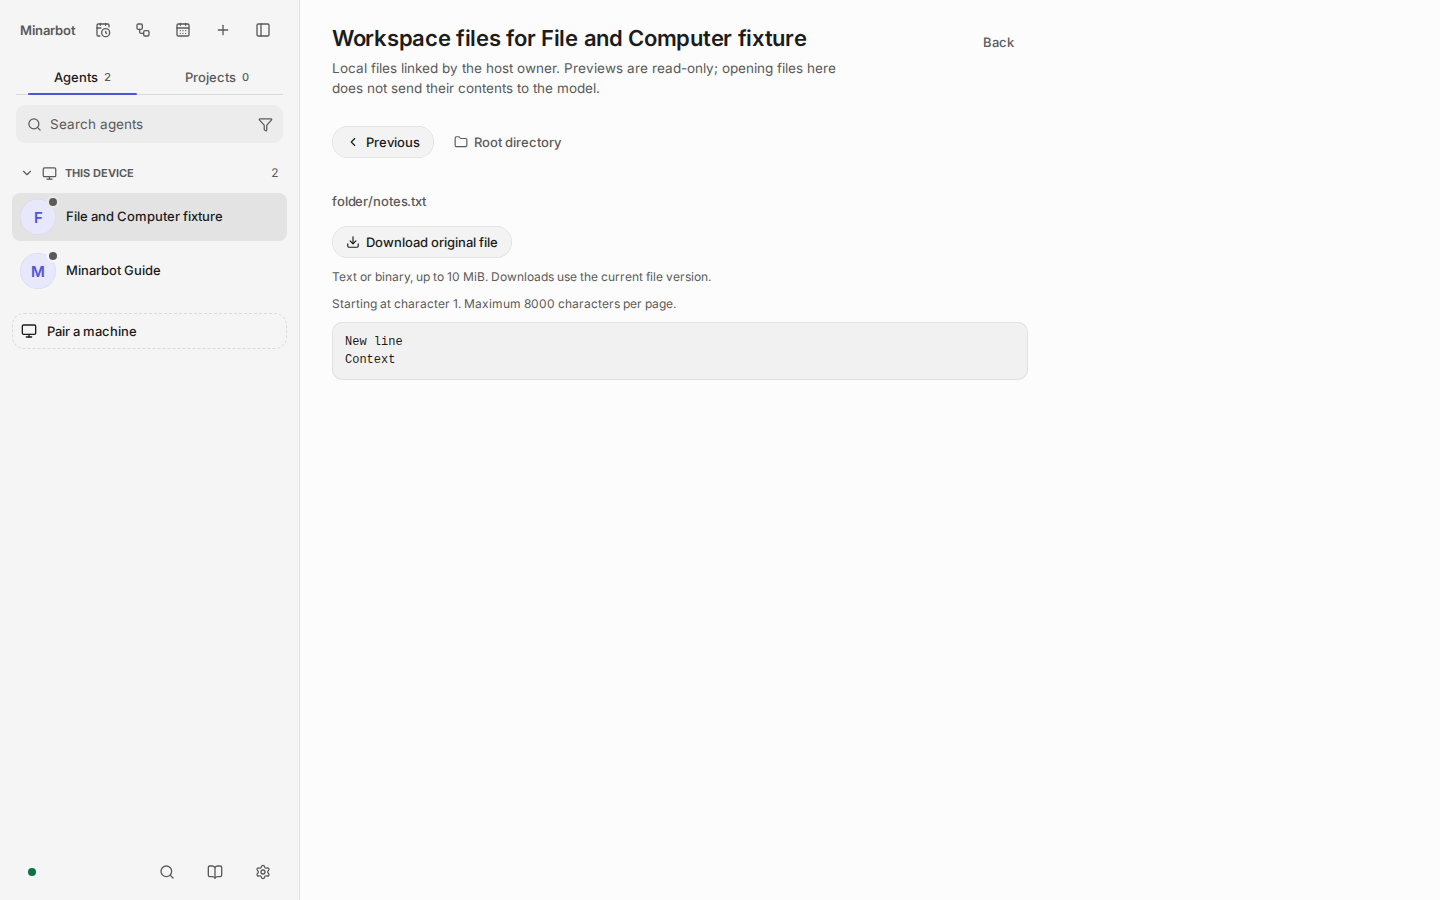 Minarbot
Agents 2
Projects 0
Search agents
THIS DEVICE 2
F File and Computer fixture
M Minarbot Guide
Pair a machine
Workspace files for File and Computer fixture
Back
Local files linked by the host owner. Previews are read-only; opening files here
does not send their contents to the model.
Previous
Root directory
folder/notes.txt
Download original file
Text or binary, up to 10 MiB. Downloads use the current file version.
Starting at character 1. Maximum 8000 characters per page.
New line
Context